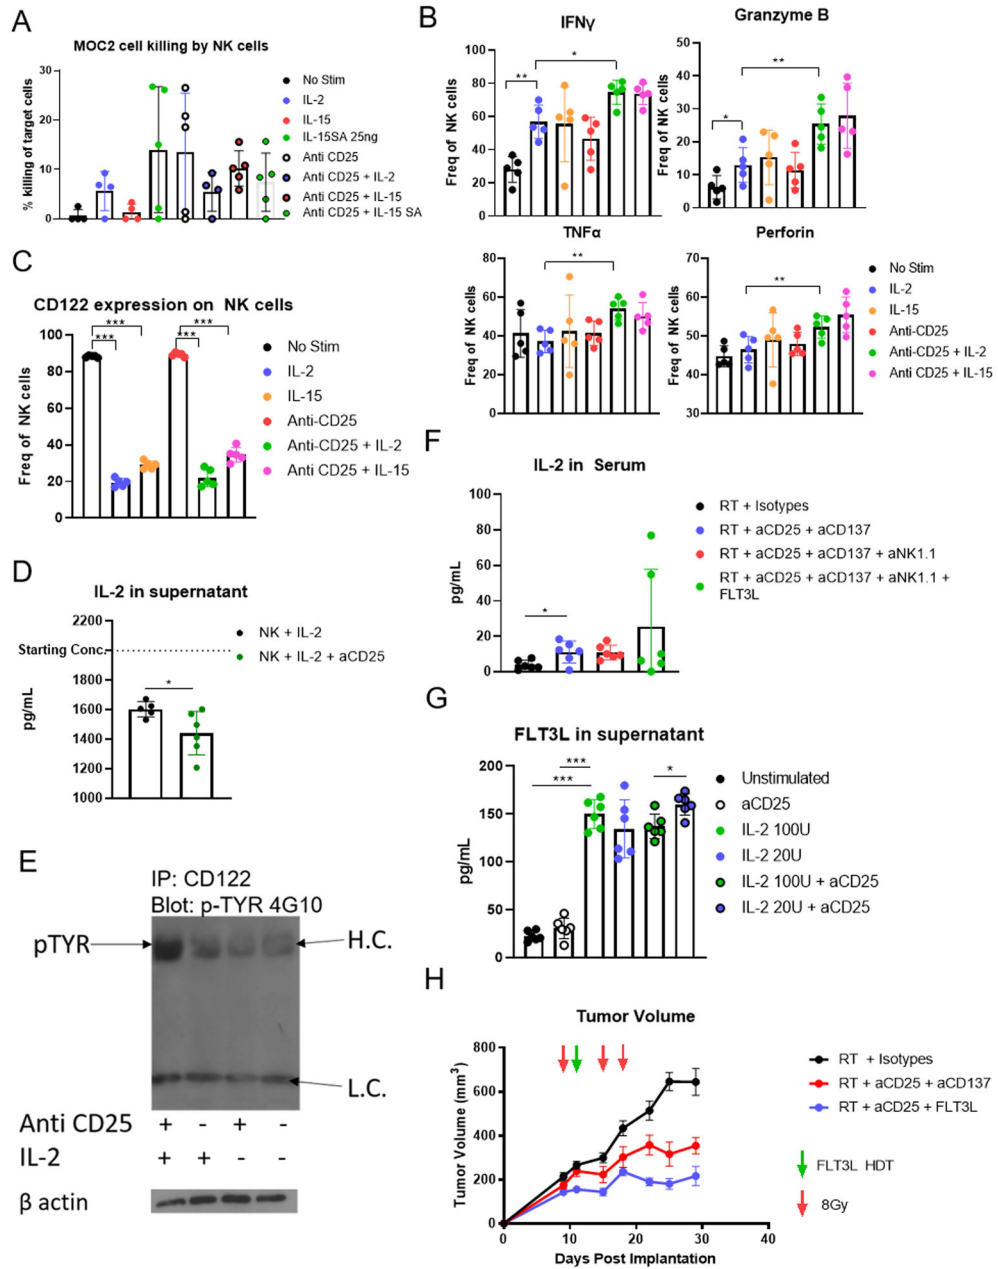 A
MOC2 cell killing by NK cells
% killing of target cells
30
20
10
0
No Stim
IL-2
IL-15
IL-15SA 25ng
Anti CD25
Anti CD25 + IL-2
Anti CD25 + IL-15
Anti CD25 + IL-15 SA
B
IFNγ
Freq of NK cells
100
80
60
40
20
0
**
*
Granzyme B
Freq of NK cells
50
40
30
20
10
0
*
**
TNFα
Freq of NK cells
80
60
40
20
0
**
Perforin
Freq of NK cells
70
60
50
40
30
**
No Stim
IL-2
IL-15
Anti-CD25
Anti-CD25 + IL-2
Anti CD25 + IL-15
C
CD122 expression on NK cells
Freq of NK cells
100
80
60
40
20
0
***
***
***
***
No Stim
IL-2
IL-15
Anti-CD25
Anti-CD25 + IL-2
Anti CD25 + IL-15
D
IL-2 in supernatant
pg/mL
2200
Starting Conc.
1800
1600
1400
1200
1000
*
NK + IL-2
NK + IL-2 + aCD25
E
IP: CD122
Blot: p-TYR 4G10
pTYR
H.C.
L.C.
Anti CD25 + - + -
IL-2 + + - -
β actin
F
IL-2 in Serum
pg/mL
100
80
60
40
20
0
*
RT + Isotypes
RT + aCD25 + aCD137
RT + aCD25 + aCD137 + aNK1.1
RT + aCD25 + aCD137 + aNK1.1 +
FLT3L
G
FLT3L in supernatant
pg/mL
200
150
100
50
0
***
***
*
Unstimulated
aCD25
IL-2 100U
IL-2 20U
IL-2 100U + aCD25
IL-2 20U + aCD25
H
Tumor Volume
Tumor Volume (mm³)
800
600
400
200
0
0 10 20 30 40
Days Post Implantation
RT + Isotypes
RT + aCD25 + aCD137
RT + aCD25 + FLT3L
FLT3L HDT
8Gy